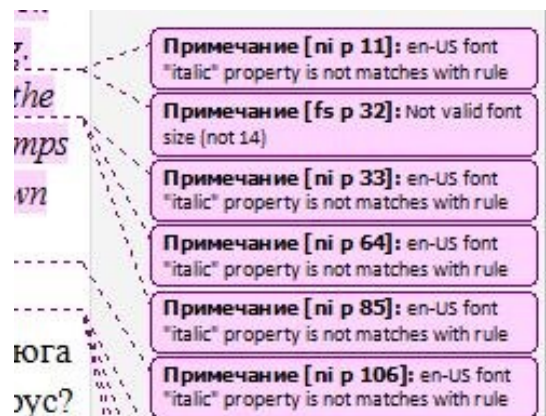 the
mps
wn
юга
рус?
Примечание [ni p 11]: en-US font
"italic" property is not matches with rule
Примечание [fs p 32]: Not valid font
size (not 14)
Примечание [ni p 33]: en-US font
"italic" property is not matches with rule
Примечание [ni p 64]: en-US font
"italic" property is not matches with rule
Примечание [ni p 85]: en-US font
"italic" property is not matches with rule
Примечание [ni p 106]: en-US font
"italic" property is not matches with rule